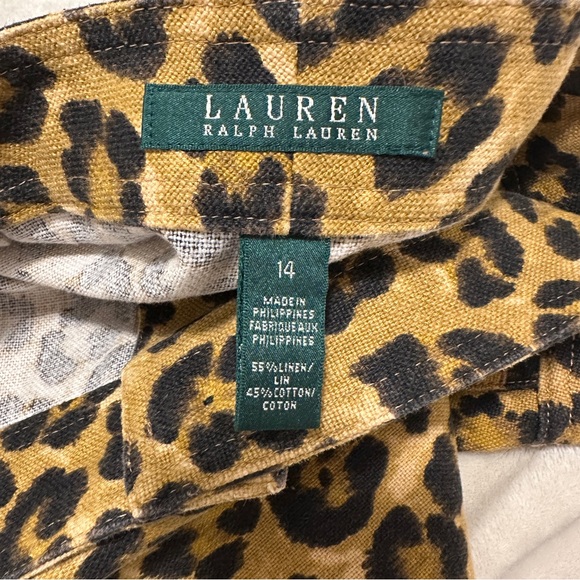 LAUREN
RALPH LAUREN
14
MADE IN
PHILIPPINES
FABRIQUE AUX
PHILIPPINES
55%LINEN/
LIN
45%COTTON/
COTON